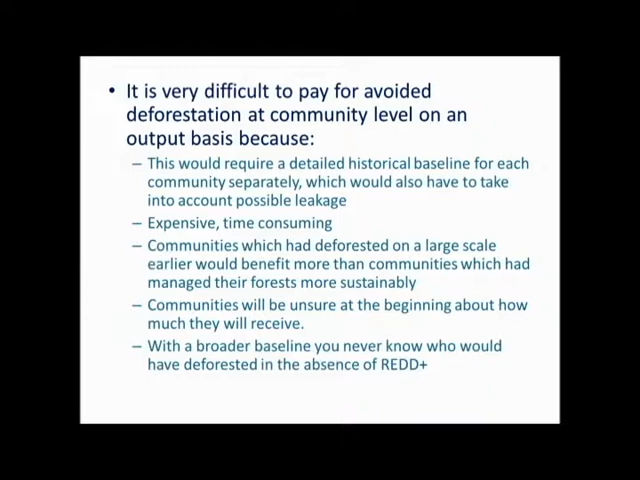 • It is very difficult to pay for avoided
deforestation at community level on an
output basis because:
– This would require a detailed historical baseline for each
community separately, which would also have to take
into account possible leakage
– Expensive, time consuming
– Communities which had deforested on a large scale
earlier would benefit more than communities which had
managed their forests more sustainably
– Communities will be unsure at the beginning about how
much they will receive.
– With a broader baseline you never know who would
have deforested in the absence of REDD+